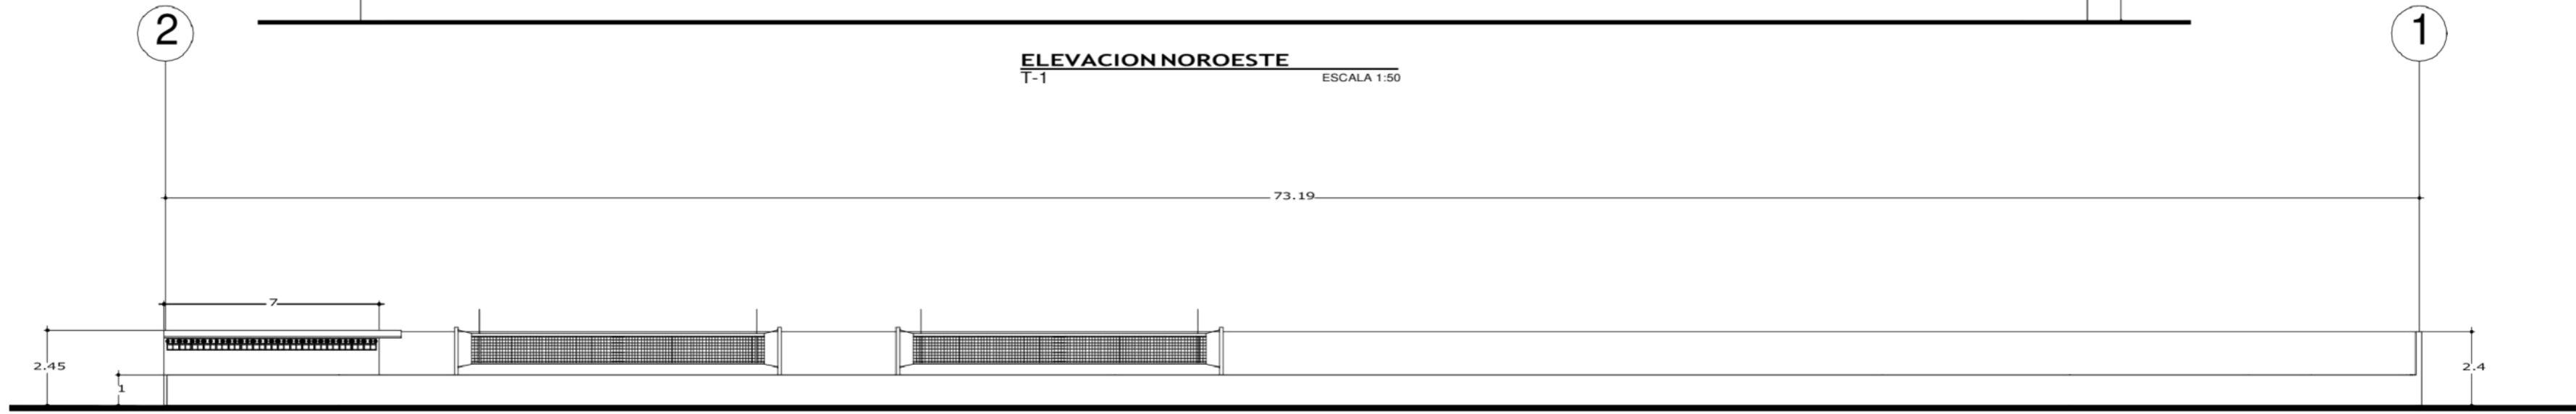 2
1
ELEVACION NOROESTE
T-1
ESCALA 1:50
73.19
7
2.45
1
2.4